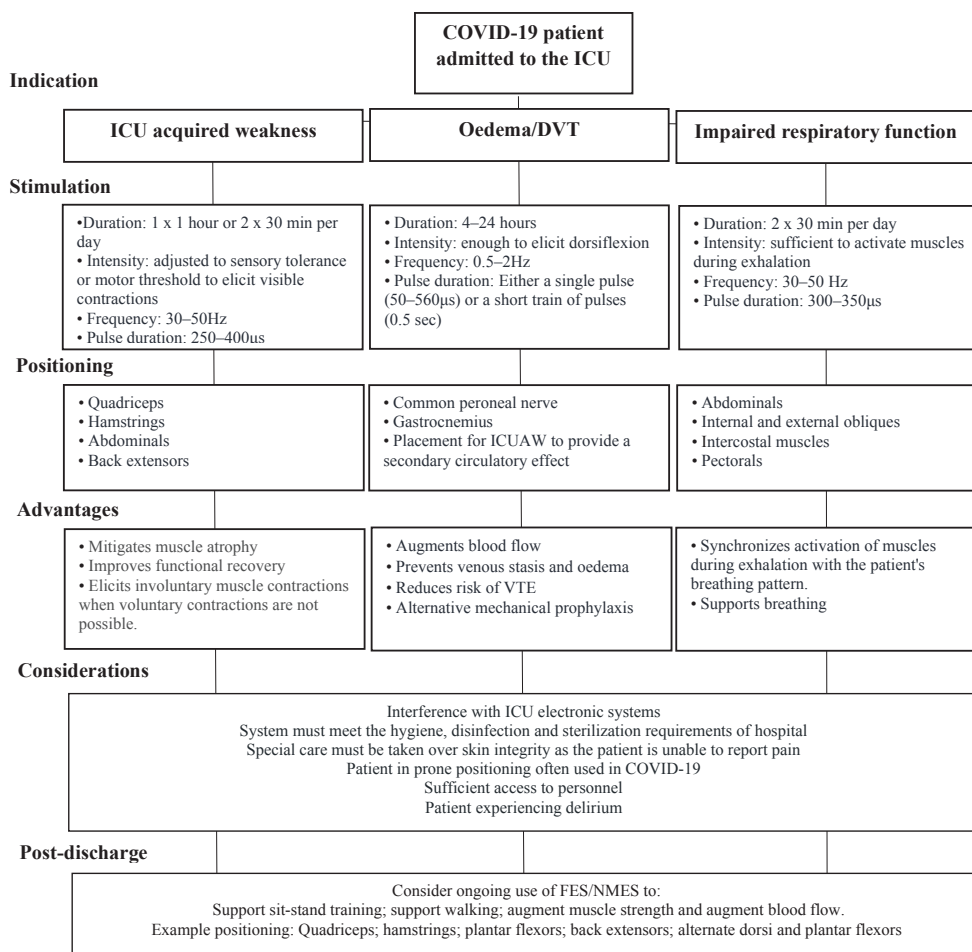 COVID-19 patient
admitted to the ICU
Indication
ICU acquired weakness
Oedema/DVT
Impaired respiratory function
Stimulation
•Duration: 1 x 1 hour or 2 x 30 min per
day
• Intensity: adjusted to sensory tolerance
or motor threshold to elicit visible
contractions
• Frequency: 30–50Hz
• Pulse duration: 250–400us
• Duration: 4–24 hours
• Intensity: enough to elicit dorsiflexion
• Frequency: 0.5–2Hz
• Pulse duration: Either a single pulse
(50–560µs) or a short train of pulses
(0.5 sec)
• Duration: 2 x 30 min per day
• Intensity: sufficient to activate muscles
during exhalation
• Frequency: 30–50 Hz
• Pulse duration: 300–350µs
Positioning
• Quadriceps
• Hamstrings
• Abdominals
• Back extensors
• Common peroneal nerve
• Gastrocnemius
• Placement for ICUAW to provide a
secondary circulatory effect
• Abdominals
• Internal and external obliques
• Intercostal muscles
• Pectorals
Advantages
• Mitigates muscle atrophy
• Improves functional recovery
• Elicits involuntary muscle contractions
when voluntary contractions are not
possible.
• Augments blood flow
• Prevents venous stasis and oedema
• Reduces risk of VTE
• Alternative mechanical prophylaxis
• Synchronizes activation of muscles
during exhalation with the patient's
breathing pattern.
• Supports breathing
Considerations
Interference with ICU electronic systems
System must meet the hygiene, disinfection and sterilization requirements of hospital
Special care must be taken over skin integrity as the patient is unable to report pain
Patient in prone positioning often used in COVID-19
Sufficient access to personnel
Patient experiencing delirium
Post-discharge
Consider ongoing use of FES/NMES to:
Support sit-stand training; support walking; augment muscle strength and augment blood flow.
Example positioning: Quadriceps; hamstrings; plantar flexors; back extensors; alternate dorsi and plantar flexors